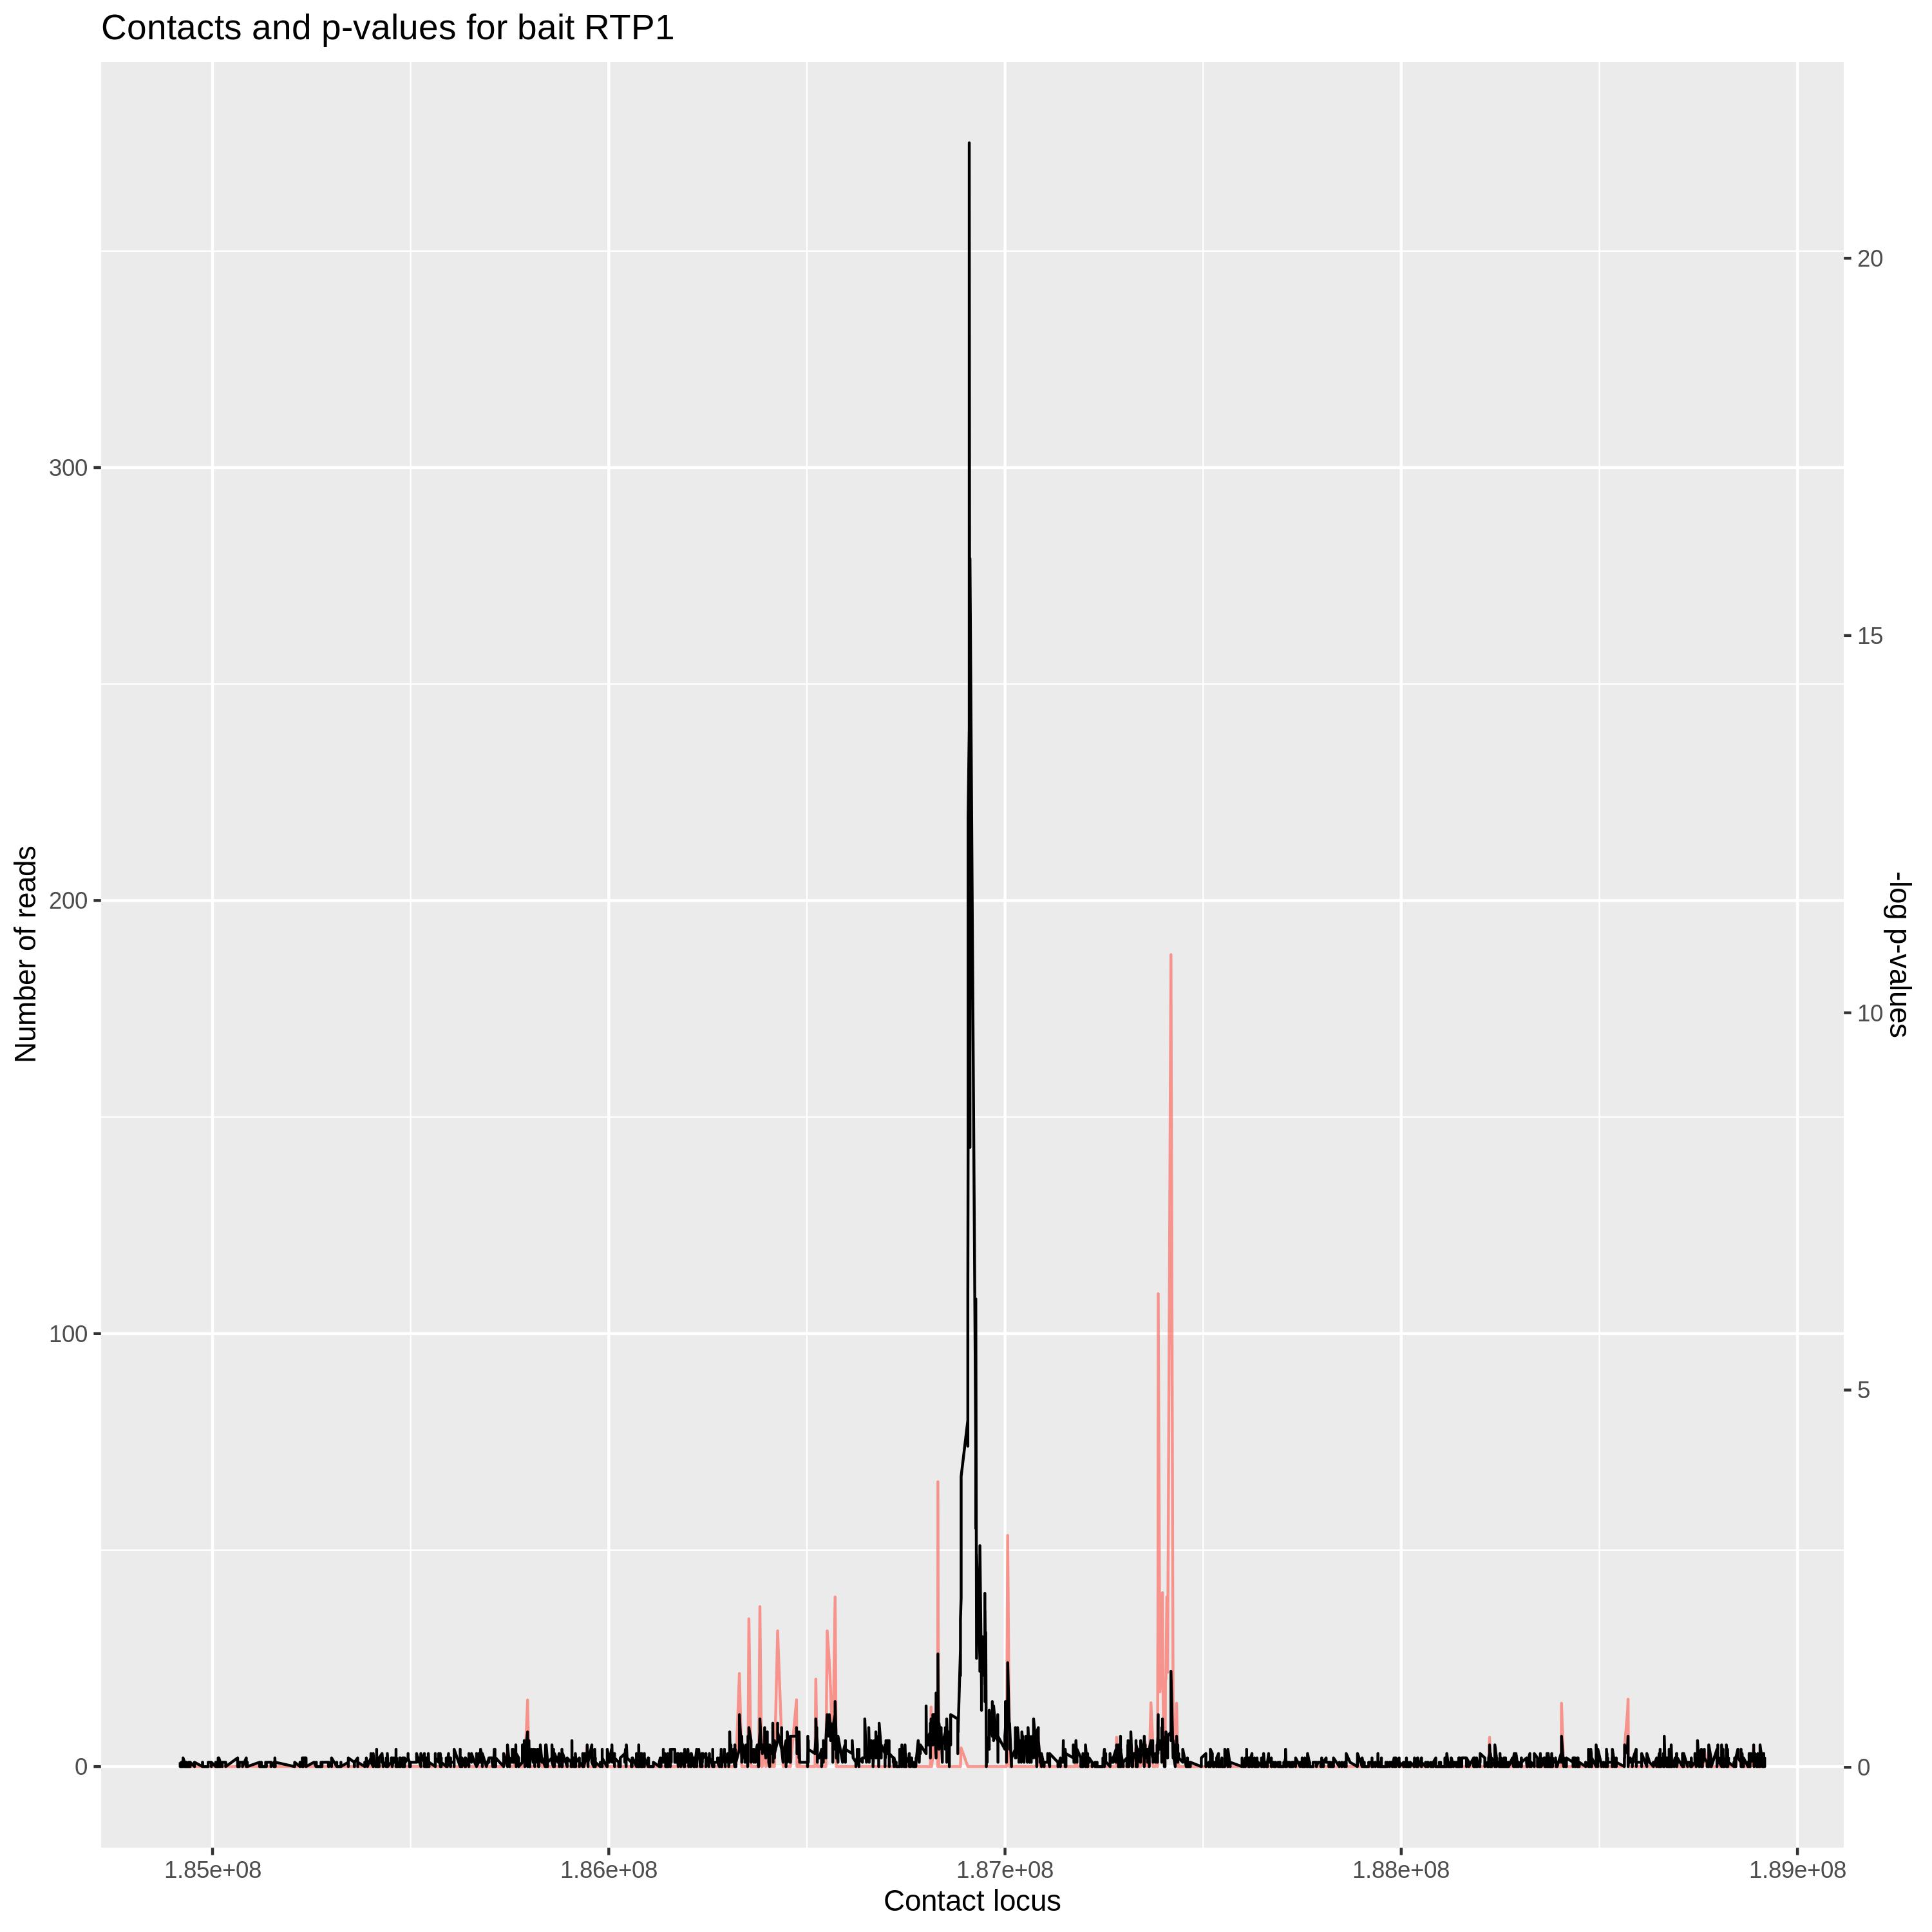 Contacts and p-values for bait RTP1
Number of reads
300
200
100
0
20
15
10
5
0
-log p-values
1.85e+08
1.86e+08
1.87e+08
1.88e+08
1.89e+08
Contact locus